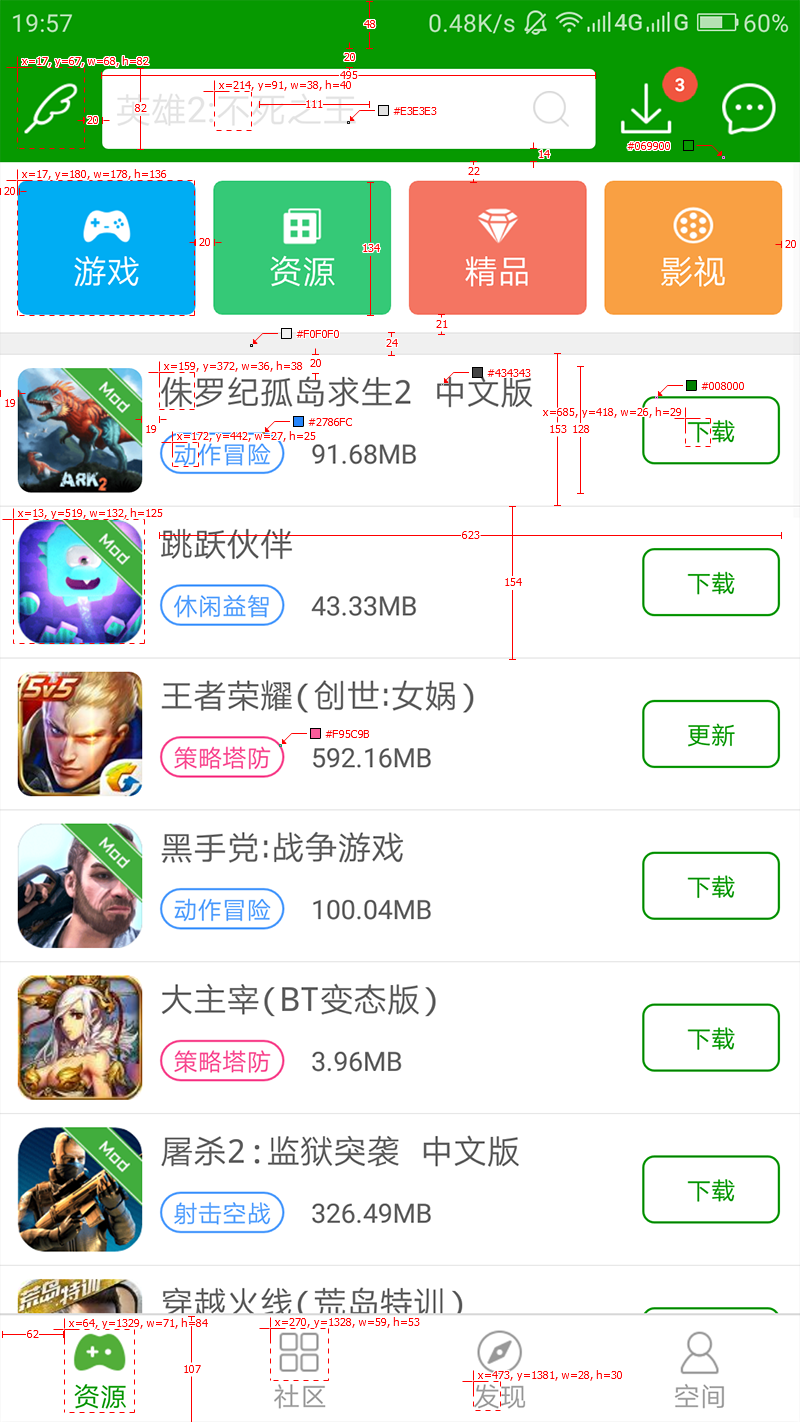 19:57 0.48K/s 4G G 60%
48
20
x=17, y=67, w=68, h=82
495
x=214, y=91, w=38, h=40
英雄2:不死之王
111
#E3E3E3
82
20
3
#069900
14
22
x=17, y=180, w=178, h=136
20
20
134
20
游戏 资源 精品 影视
21
#F0F0F0
24
20
x=159, y=372, w=36, h=38
#434343
#008000
侏罗纪孤岛求生2 中文版
Mod
ARK2
19
19
#2786FC
x=685, y=418, w=26, h=29
x=172, y=442, w=27, h=25
153 128
动作冒险 91.68MB
下载
x=13, y=519, w=132, h=125
623
跳跃伙伴
Mod
154
休闲益智 43.33MB
下载
5v5
王者荣耀(创世:女娲)
#F95C9B
策略塔防 592.16MB
更新
黑手党:战争游戏
Mod
动作冒险 100.04MB
下载
大主宰(BT变态版)
策略塔防 3.96MB
下载
屠杀2:监狱突袭 中文版
Mod
射击空战 326.49MB
下载
荒岛特训
穿越火线(荒岛特训)
x=64, y=1329, w=71, h=84
x=270, y=1328, w=59, h=53
62
107
x=473, y=1381, w=28, h=30
资源 社区 发现 空间